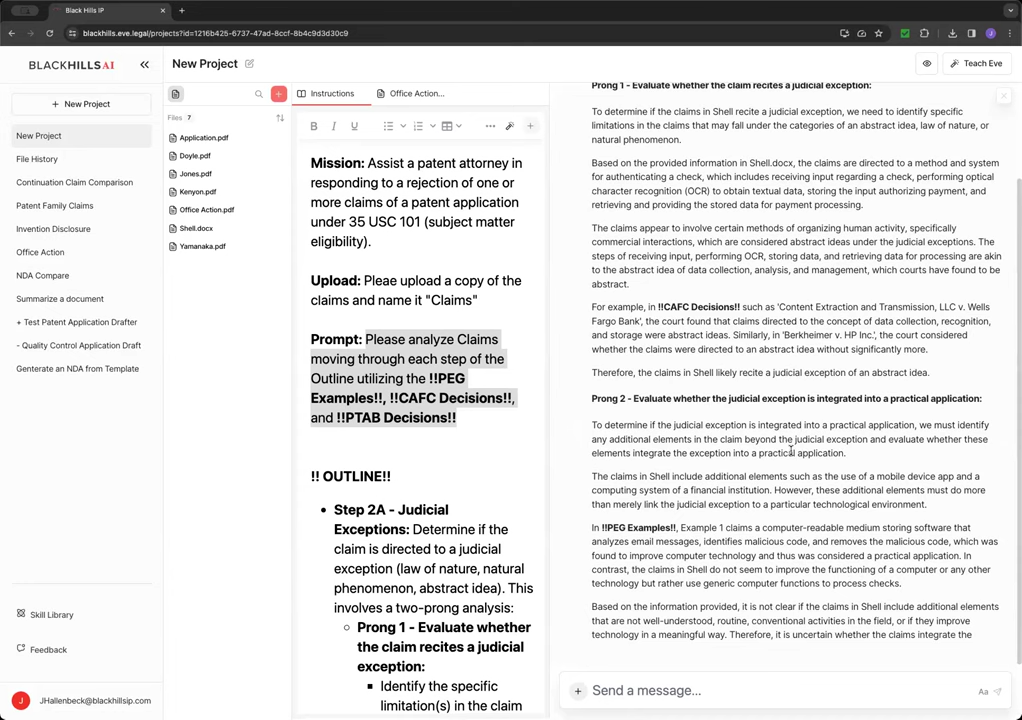 Black Hills IP
blackhills.eve.legal/projects?id=1216b425-6737-47ad-8ccf-8b4c9d3d30c9
BLACKHILLSAI
New Project
Teach Eve
+ New Project
New Project
File History
Continuation Claim Comparison
Patent Family Claims
Invention Disclosure
Office Action
NDA Compare
Summarize a document
+ Test Patent Application Drafter
- Quality Control Application Draft
Genterate an NDA from Template
Skill Library
Feedback
J
JHallenbeck@blackhillsip.com
Files 7
Application.pdf
Doyle.pdf
Jones.pdf
Kenyon.pdf
Office Action.pdf
Shell.docx
Yamanaka.pdf
Instructions
Office Action...
B I U
Mission: Assist a patent attorney in
responding to a rejection of one or
more claims of a patent application
under 35 USC 101 (subject matter
eligibility).
Upload: Pleae upload a copy of the
claims and name it "Claims"
Prompt: Please analyze Claims
moving through each step of the
Outline utilizing the !!PEG
Examples!!, !!CAFC Decisions!!,
and !!PTAB Decisions!!
!! OUTLINE!!
• Step 2A - Judicial
Exceptions: Determine if the
claim is directed to a judicial
exception (law of nature, natural
phenomenon, abstract idea). This
involves a two-prong analysis:
Prong 1 - Evaluate whether
the claim recites a judicial
exception:
Identify the specific
limitation(s) in the claim
Prong 1 - Evaluate whether the claim recites a judicial exception:
To determine if the claims in Shell recite a judicial exception, we need to identify specific
limitations in the claims that may fall under the categories of an abstract idea, law of nature, or
natural phenomenon.
Based on the provided information in Shell.docx, the claims are directed to a method and system
for authenticating a check, which includes receiving input regarding a check, performing optical
character recognition (OCR) to obtain textual data, storing the input authorizing payment, and
retrieving and providing the stored data for payment processing.
The claims appear to involve certain methods of organizing human activity, specifically
commercial interactions, which are considered abstract ideas under the judicial exceptions. The
steps of receiving input, performing OCR, storing data, and retrieving data for processing are akin
to the abstract idea of data collection, analysis, and management, which courts have found to be
abstract.
For example, in !!CAFC Decisions!! such as 'Content Extraction and Transmission, LLC v. Wells
Fargo Bank', the court found that claims directed to the concept of data collection, recognition,
and storage were abstract ideas. Similarly, in 'Berkheimer v. HP Inc.', the court considered
whether the claims were directed to an abstract idea without significantly more.
Therefore, the claims in Shell likely recite a judicial exception of an abstract idea.
Prong 2 - Evaluate whether the judicial exception is integrated into a practical application:
To determine if the judicial exception is integrated into a practical application, we must identify
any additional elements in the claim beyond the judicial exception and evaluate whether these
elements integrate the exception into a practical application.
The claims in Shell include additional elements such as the use of a mobile device app and a
computing system of a financial institution. However, these additional elements must do more
than merely link the judicial exception to a particular technological environment.
In !!PEG Examples!!, Example 1 claims a computer-readable medium storing software that
analyzes email messages, identifies malicious code, and removes the malicious code, which was
found to improve computer technology and thus was considered a practical application. In
contrast, the claims in Shell do not seem to improve the functioning of a computer or any other
technology but rather use generic computer functions to process checks.
Based on the information provided, it is not clear if the claims in Shell include additional elements
that are not well-understood, routine, conventional activities in the field, or if they improve
technology in a meaningful way. Therefore, it is uncertain whether the claims integrate the
Send a message...
Aa